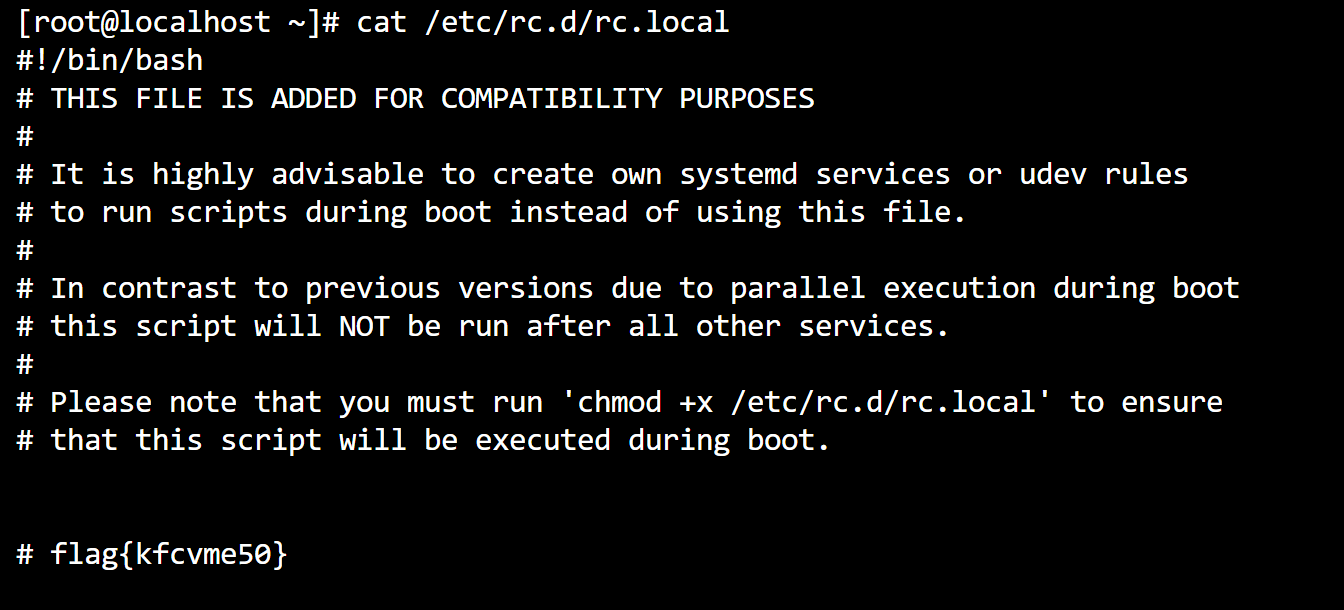 [root@localhost ~]# cat /etc/rc.d/rc.local
#!/bin/bash
# THIS FILE IS ADDED FOR COMPATIBILITY PURPOSES
#
# It is highly advisable to create own systemd services or udev rules
# to run scripts during boot instead of using this file.
#
# In contrast to previous versions due to parallel execution during boot
# this script will NOT be run after all other services.
#
# Please note that you must run 'chmod +x /etc/rc.d/rc.local' to ensure
# that this script will be executed during boot.
# flag{kfcvme50}